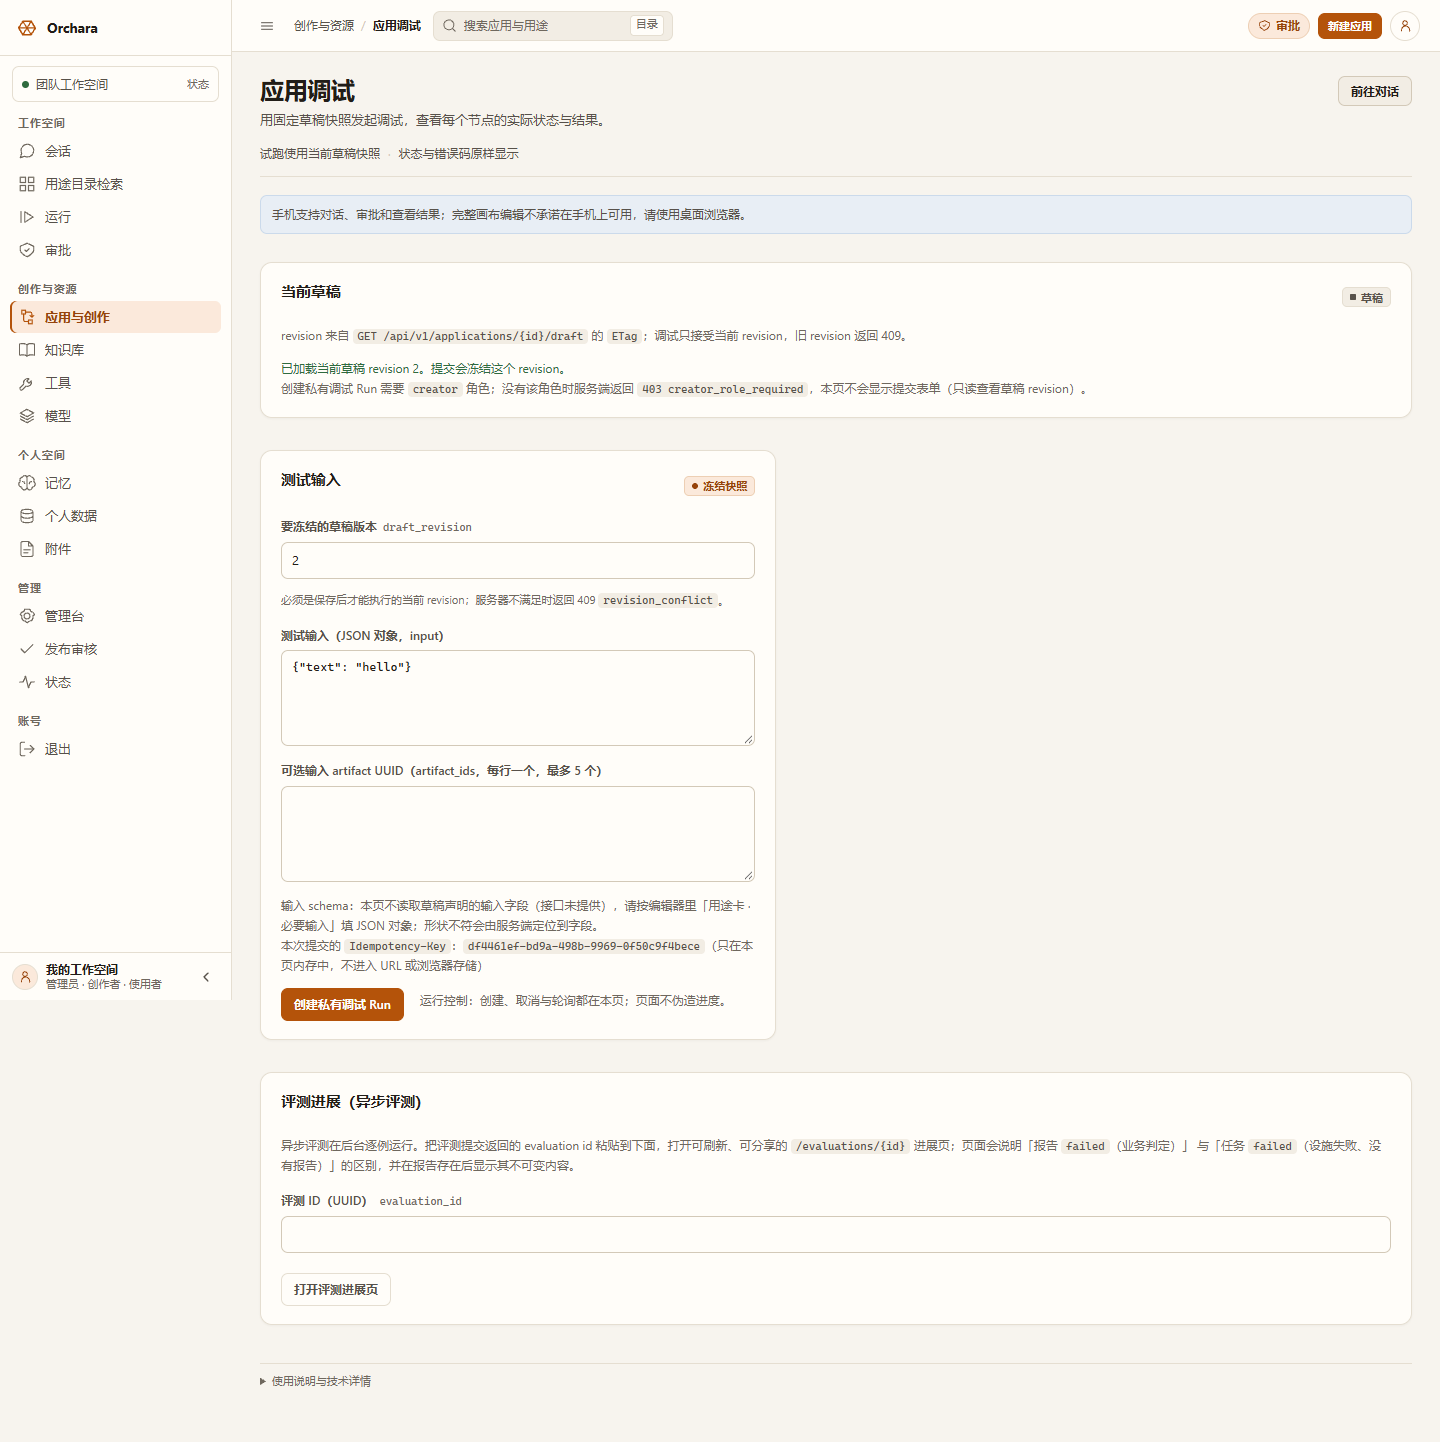 Orchara
团队工作空间 状态
工作空间
会话
用途目录检索
运行
审批
创作与资源
应用与创作
知识库
工具
模型
个人空间
记忆
个人数据
附件
管理
管理台
发布审核
状态
账号
退出
我的工作空间
管理员 · 创作者 · 使用者
创作与资源 / 应用调试 搜索应用与用途 目录 审批 新建应用
应用调试 前往对话
用固定草稿快照发起调试，查看每个节点的实际状态与结果。
试跑使用当前草稿快照 · 状态与错误码原样显示
手机支持对话、审批和查看结果；完整画布编辑不承诺在手机上可用，请使用桌面浏览器。
当前草稿 草稿
revision 来自 GET /api/v1/applications/{id}/draft 的 ETag；调试只接受当前 revision，旧 revision 返回 409。
已加载当前草稿 revision 2。提交会冻结这个 revision。
创建私有调试 Run 需要 creator 角色；没有该角色时服务端返回 403 creator_role_required，本页不会显示提交表单（只读查看草稿 revision）。
测试输入 冻结快照
要冻结的草稿版本 draft_revision
2
必须是保存后才能执行的当前 revision；服务器不满足时返回 409 revision_conflict。
测试输入（JSON 对象，input）
{"text": "hello"}
可选输入 artifact UUID（artifact_ids，每行一个，最多 5 个）
输入 schema：本页不读取草稿声明的输入字段（接口未提供），请按编辑器里「用途卡 ·
必要输入」填 JSON 对象；形状不符会由服务端定位到字段。
本次提交的 Idempotency-Key：df4461ef-bd9a-498b-9969-0f50c9f4bece（只在本
页内存中，不进入 URL 或浏览器存储）
创建私有调试 Run 运行控制：创建、取消与轮询都在本页；页面不伪造进度。
评测进展（异步评测）
异步评测在后台逐例运行。把评测提交返回的 evaluation id 粘贴到下面，打开可刷新、可分享的 /evaluations/{id} 进展页；页面会说明「报告 failed（业务判定）」与「任务 failed（设施失败、没
有报告）」的区别，并在报告存在后显示其不可变内容。
评测 ID（UUID） evaluation_id
打开评测进展页
使用说明与技术详情